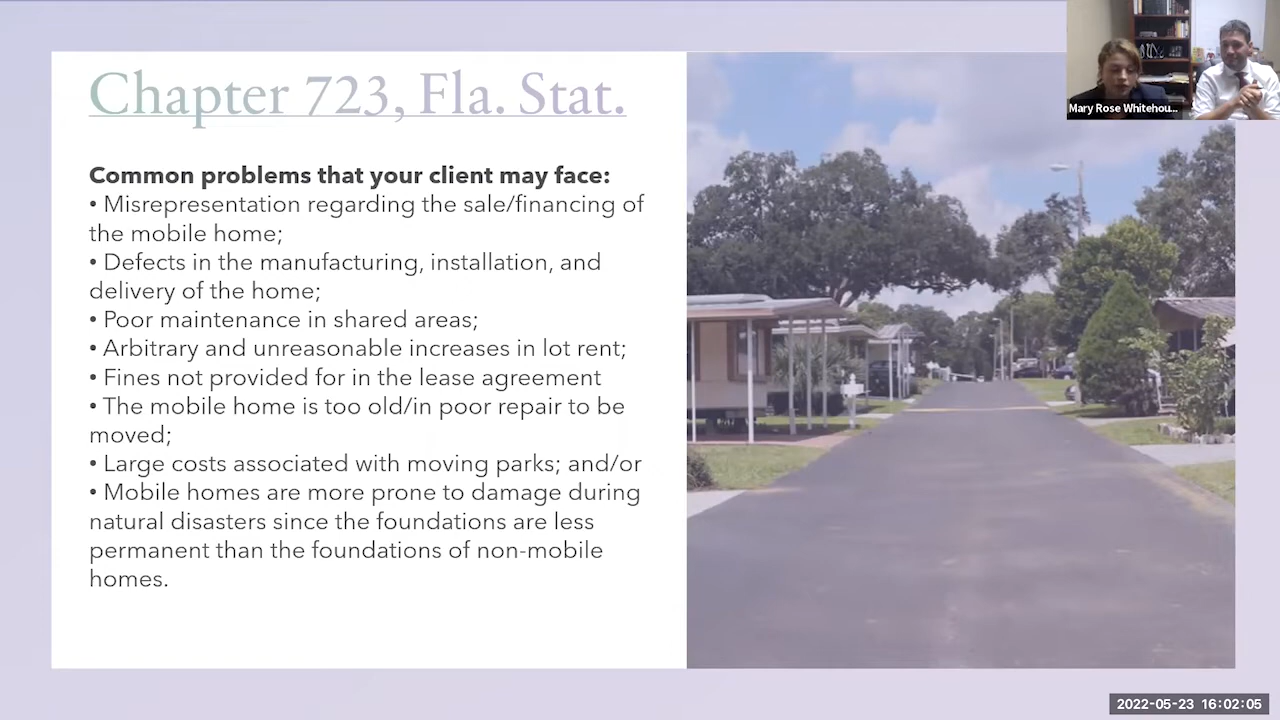 Chapter 723, Fla. Stat.
Mary Rose Whitehou...
Common problems that your client may face:
• Misrepresentation regarding the sale/financing of
the mobile home;
• Defects in the manufacturing, installation, and
delivery of the home;
• Poor maintenance in shared areas;
• Arbitrary and unreasonable increases in lot rent;
• Fines not provided for in the lease agreement
• The mobile home is too old/in poor repair to be
moved;
• Large costs associated with moving parks; and/or
• Mobile homes are more prone to damage during
natural disasters since the foundations are less
permanent than the foundations of non-mobile
homes.
2022-05-23 16:02:05